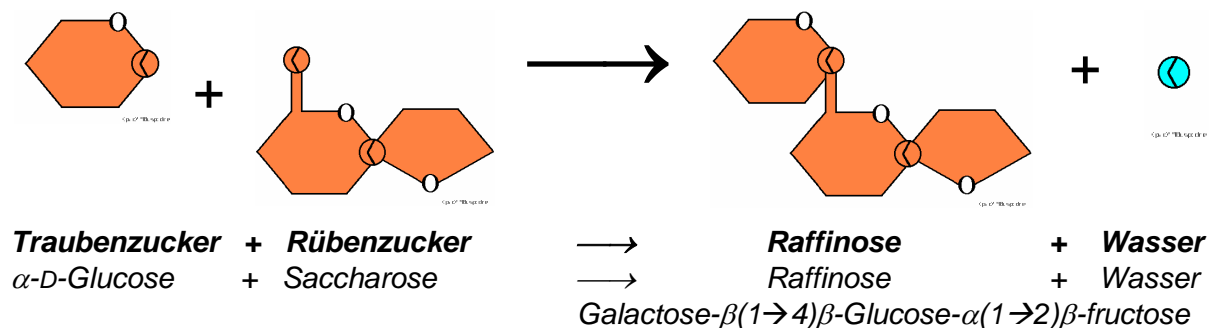 O
O
+
O
O
+
O
O
Traubenzucker + Rübenzucker ⟶ Raffinose + Wasser
α-D-Glucose + Saccharose ⟶ Raffinose + Wasser
Galactose-β(1→4)β-Glucose-α(1→2)β-fructose